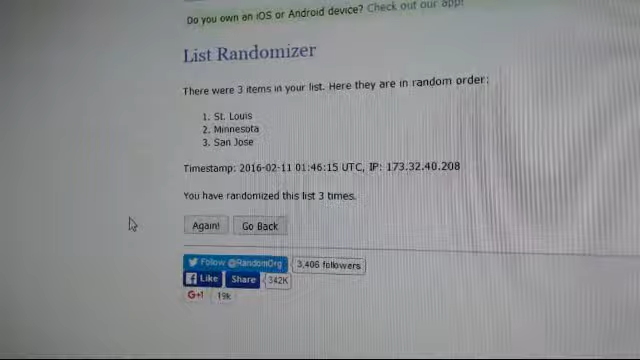 Do you own an iOS or Android device? Check out our app!
List Randomizer
There were 3 items in your list. Here they are in random order:
1. St. Louis
2. Minnesota
3. San Jose
Timestamp: 2016-02-11 01:46:15 UTC, IP: 173.32.40.208
You have randomized this list 3 times.
Again! Go Back
Follow @RandomOrg 3,406 followers
Like Share 342K
G+1 19k